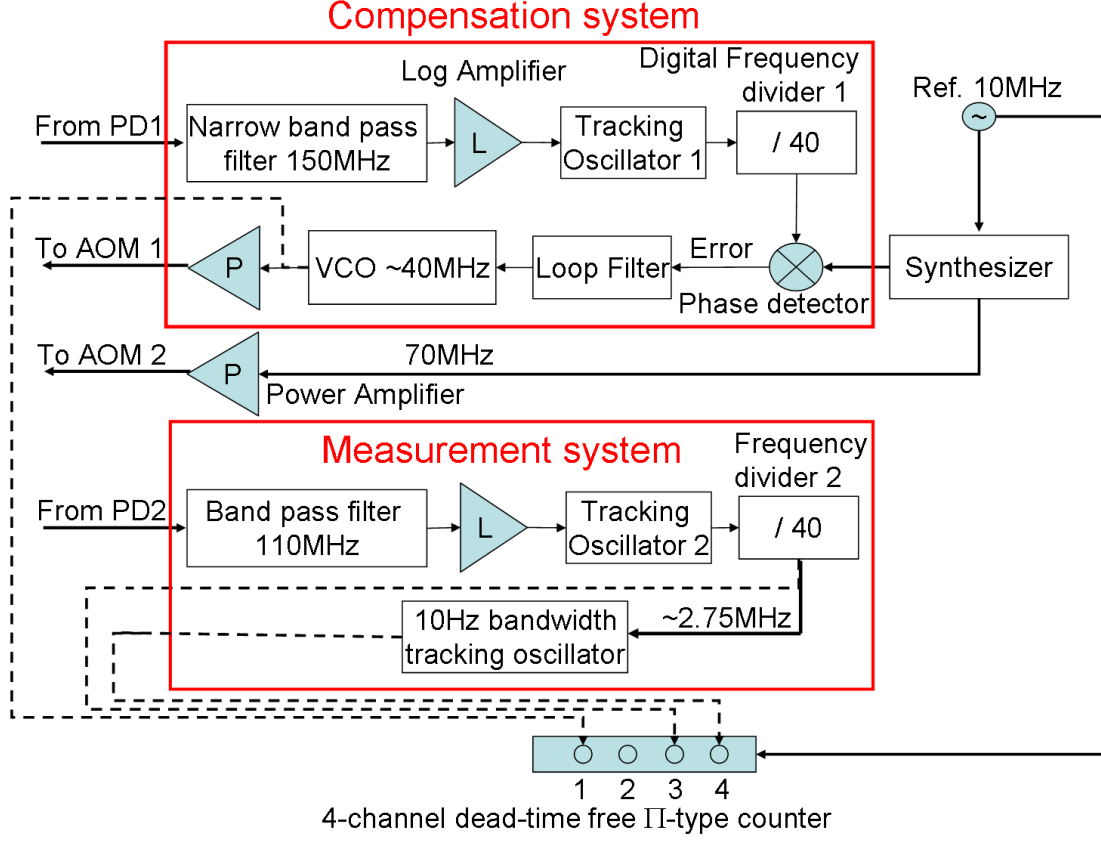 Compensation system
Log Amplifier
Digital Frequency
divider 1
Ref. 10MHz
From PD1
Narrow band pass
filter 150MHz
L
Tracking
Oscillator 1
/ 40
~
To AOM 1
P
VCO ~40MHz
Loop Filter
Error
Phase detector
Synthesizer
To AOM 2
P
70MHz
Power Amplifier
Measurement system
Frequency
divider 2
From PD2
Band pass filter
110MHz
L
Tracking
Oscillator 2
/ 40
10Hz bandwidth
tracking oscillator
~2.75MHz
1 2 3 4
4-channel dead-time free Π-type counter